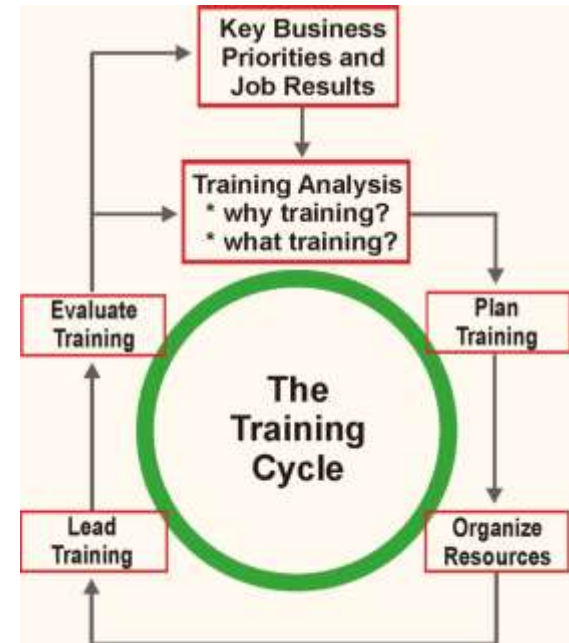 Key Business
Priorities and
Job Results
Training Analysis
* why training?
* what training?
Evaluate
Training
Plan
Training
The
Training
Cycle
Lead
Training
Organize
Resources